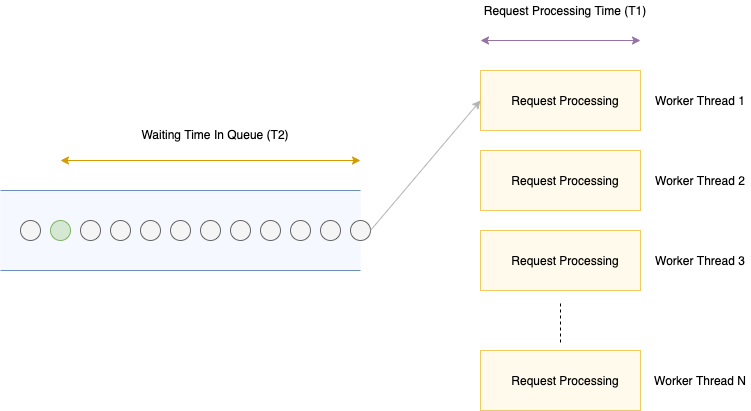 Request Processing Time (T1)
Request Processing
Worker Thread 1
Waiting Time In Queue (T2)
Request Processing
Worker Thread 2
Request Processing
Worker Thread 3
Request Processing
Worker Thread N